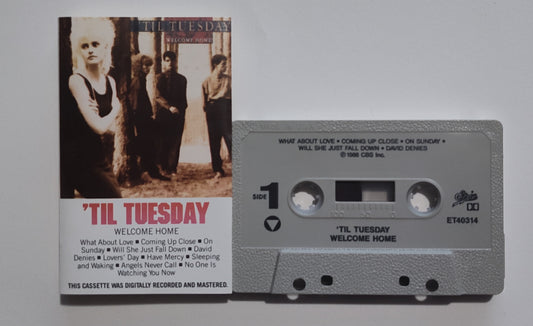 'TIL TUESDAY
WELCOME HOME
'TIL TUESDAY
WELCOME HOME
What About Love ■ Coming Up Close ■ On
Sunday ■ Will She Just Fall Down ■ David
Denies ■ Lovers' Day ■ Have Mercy ■ Sleeping
and Waking ■ Angels Never Call ■ No One Is
Watching You Now
THIS CASSETTE WAS DIGITALLY RECORDED AND MASTERED.
WHAT ABOUT LOVE • COMING UP CLOSE • ON SUNDAY •
WILL SHE JUST FALL DOWN • DAVID DENIES
℗ 1986 CBS Inc.
SIDE 1
Epic
ET40314
'TIL TUESDAY
WELCOME HOME